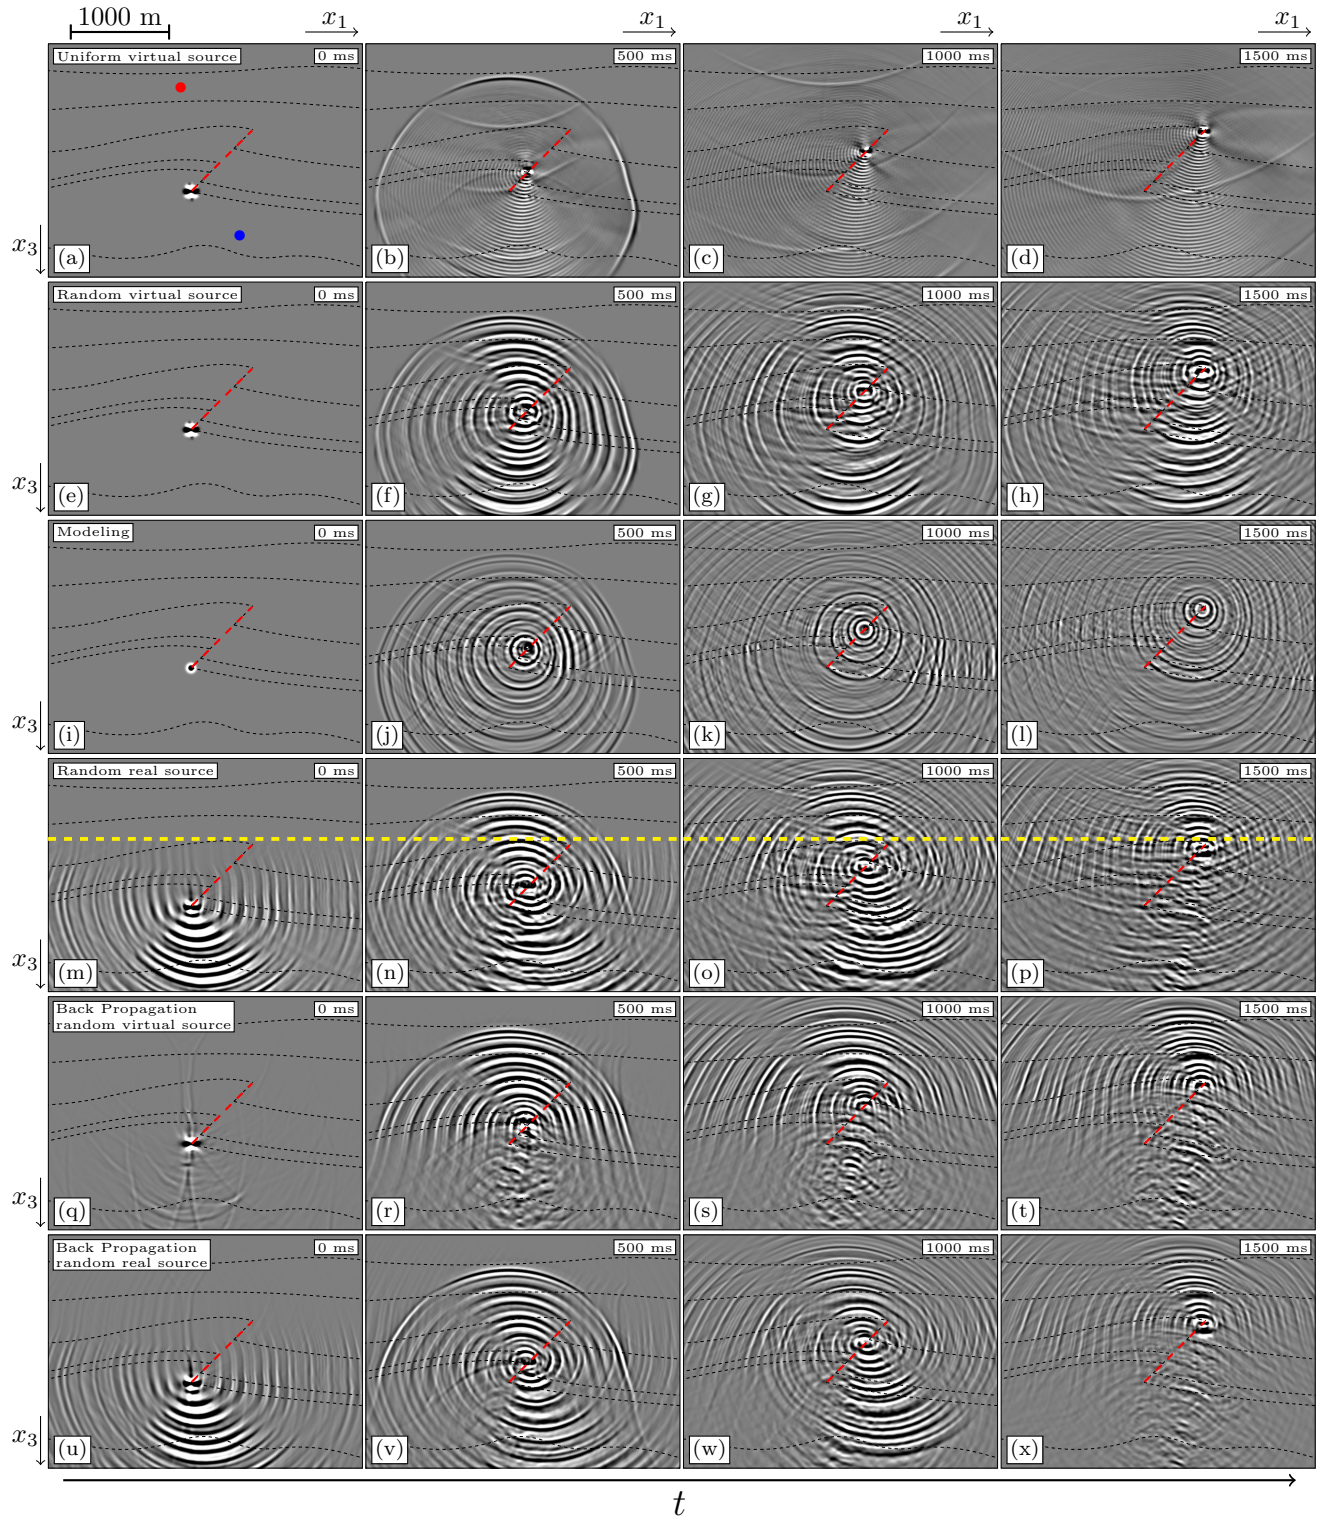 1000 m
x1
x1
x1
x1
Uniform virtual source
0 ms
500 ms
1000 ms
1500 ms
x3
(a)
(b)
(c)
(d)
Random virtual source
0 ms
500 ms
1000 ms
1500 ms
x3
(e)
(f)
(g)
(h)
Modeling
0 ms
500 ms
1000 ms
1500 ms
x3
(i)
(j)
(k)
(l)
Random real source
0 ms
500 ms
1000 ms
1500 ms
x3
(m)
(n)
(o)
(p)
Back Propagation
random virtual source
0 ms
500 ms
1000 ms
1500 ms
x3
(q)
(r)
(s)
(t)
Back Propagation
random real source
0 ms
500 ms
1000 ms
1500 ms
x3
(u)
(v)
(w)
(x)
t